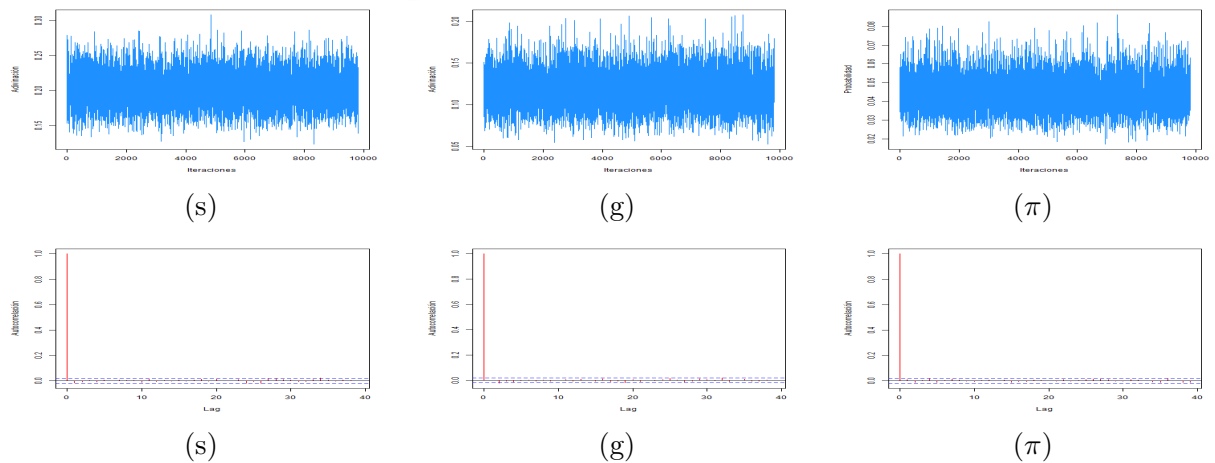 Adivinación
0.15 0.20 0.25 0.30
0 2000 4000 6000 8000 10000
Iteraciones
(s)
Adivinación
0.05 0.10 0.15 0.20
0 2000 4000 6000 8000 10000
Iteraciones
(g)
Probabilidad
0.02 0.03 0.04 0.05 0.06 0.07 0.08
0 2000 4000 6000 8000 10000
Iteraciones
(π)
Autocorrelación
0.0 0.2 0.4 0.6 0.8 1.0
0 10 20 30 40
Lag
(s)
Autocorrelación
0.0 0.2 0.4 0.6 0.8 1.0
0 10 20 30 40
Lag
(g)
Autocorrelación
0.0 0.2 0.4 0.6 0.8 1.0
0 10 20 30 40
Lag
(π)